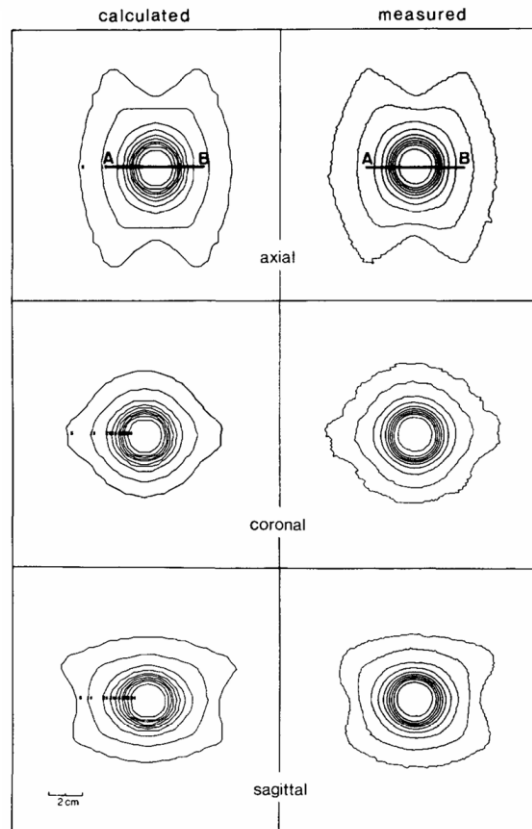 calculated measured
A B A B
axial
coronal
sagittal
2 cm